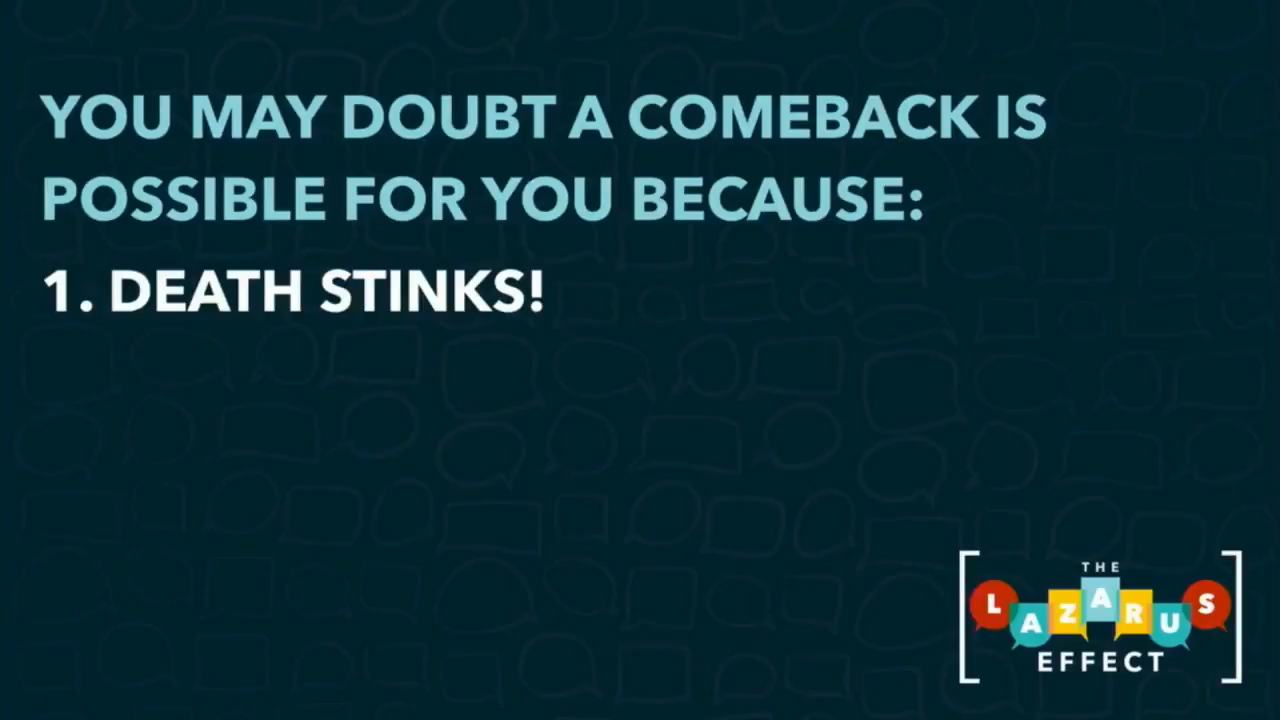 YOU MAY DOUBT A COMEBACK IS
POSSIBLE FOR YOU BECAUSE:
1. DEATH STINKS!
THE
LAZARUS
EFFECT